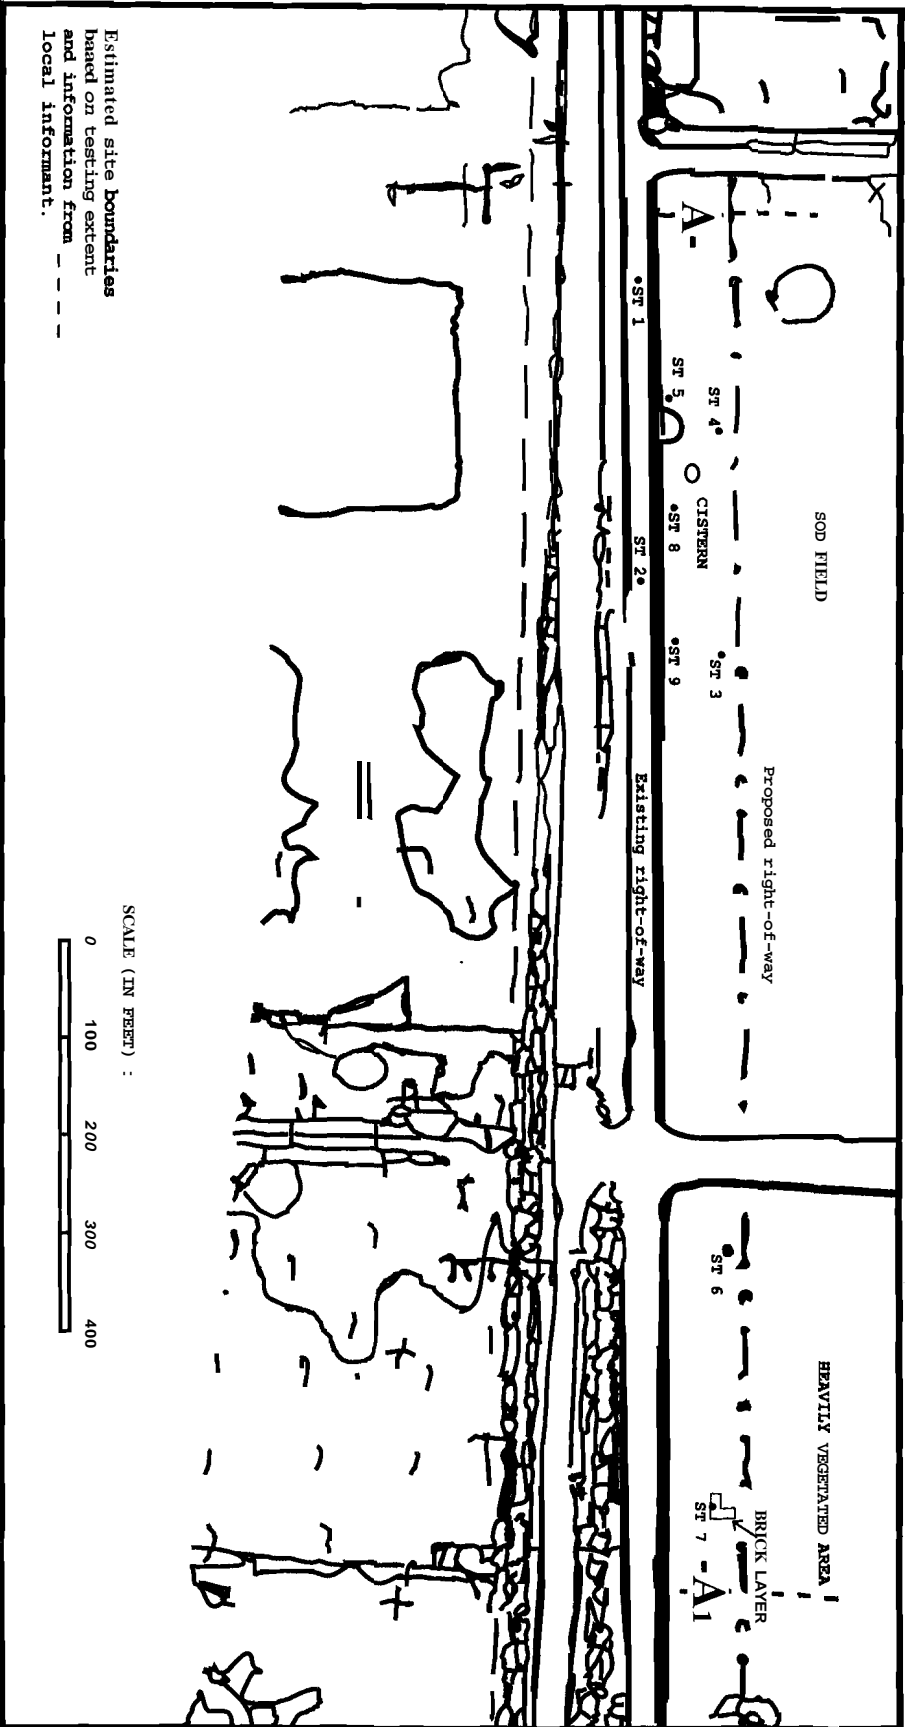 SOD FIELD
HEAVILY VEGETATED AREA
Proposed right-of-way
BRICK LAYER
A-
ST 4
ST 3
ST 6
ST 7
-A1
CISTERN
ST 5
ST 8
ST 9
ST 1
ST 2
Existing right-of-way
SCALE (IN FEET) :
0 100 200 300 400
Estimated site boundaries
baaed on testing extent
and information from - - - -
local informant.